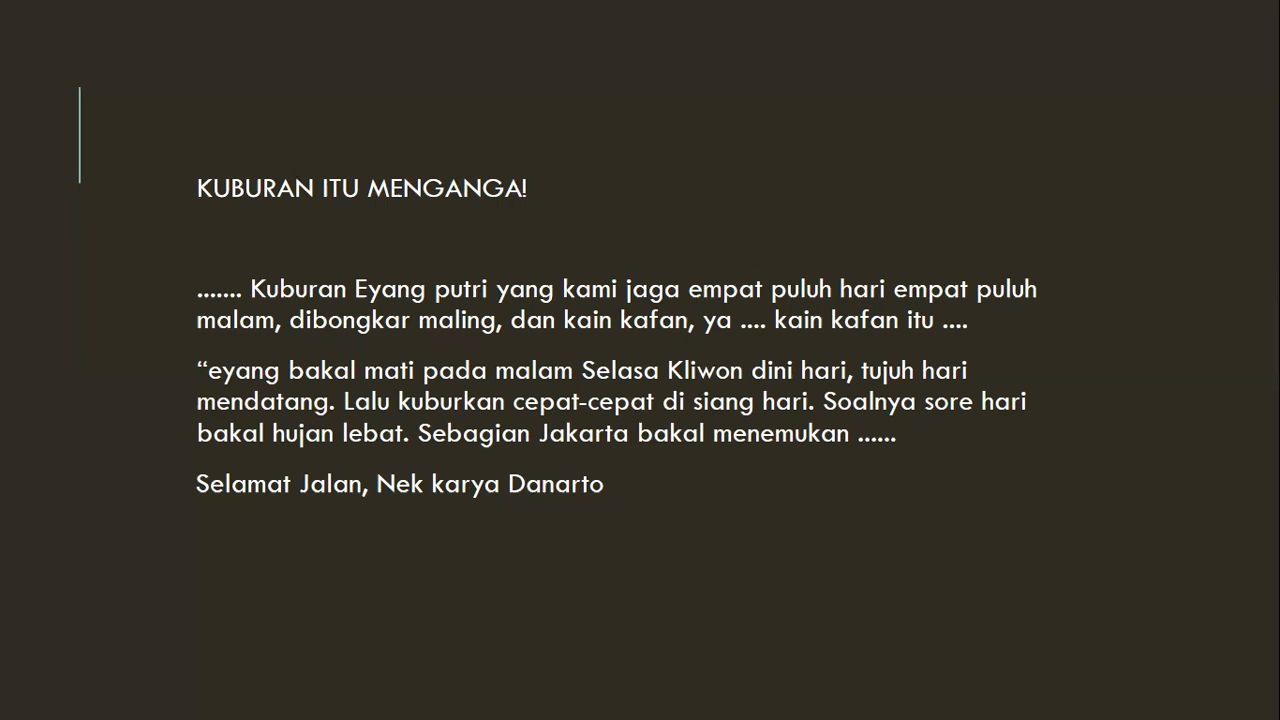 KUBURAN ITU MENGANGA!
....... Kuburan Eyang putri yang kami jaga empat puluh hari empat puluh
malam, dibongkar maling, dan kain kafan, ya .... kain kafan itu ....
“eyang bakal mati pada malam Selasa Kliwon dini hari, tujuh hari
mendatang. Lalu kuburkan cepat-cepat di siang hari. Soalnya sore hari
bakal hujan lebat. Sebagian Jakarta bakal menemukan ......
Selamat Jalan, Nek karya Danarto